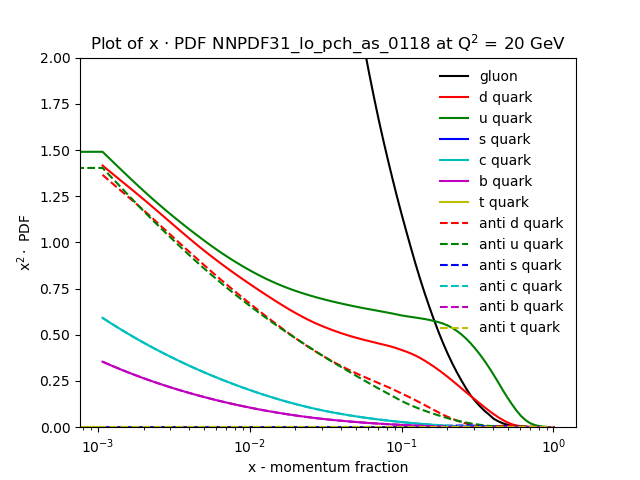 Plot of x · PDF NNPDF31_lo_pch_as_0118 at Q² = 20 GeV
x² · PDF
2.00
1.75
1.50
1.25
1.00
0.75
0.50
0.25
0.00
gluon
d quark
u quark
s quark
c quark
b quark
t quark
anti d quark
anti u quark
anti s quark
anti c quark
anti b quark
anti t quark
10⁻³ 10⁻² 10⁻¹ 10⁰
x - momentum fraction